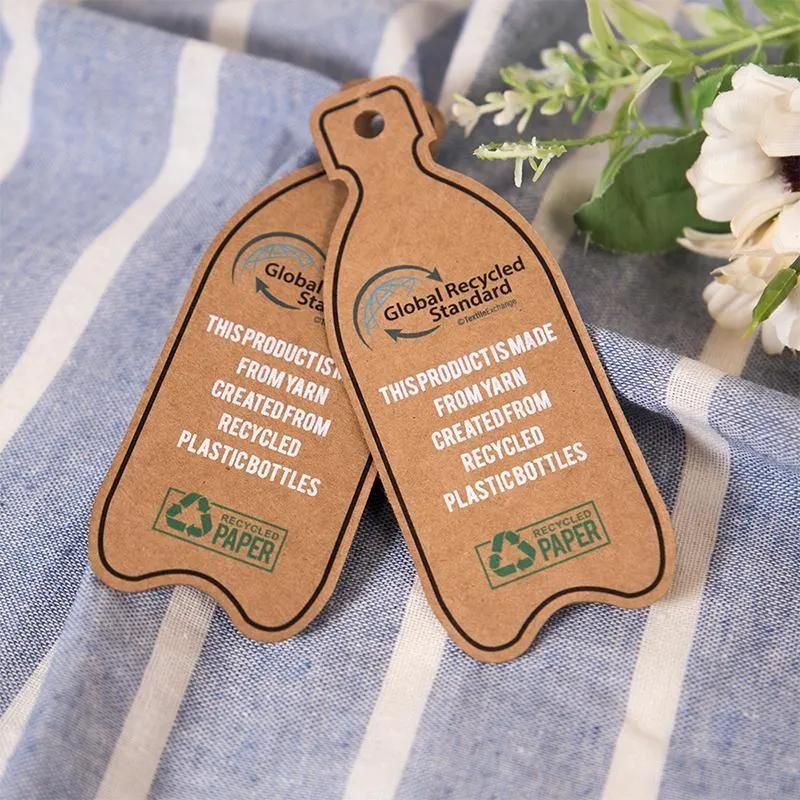 Global
Sta
THIS PRODUCT IS
FROM YARN
CREATED FROM
RECYCLED
PLASTIC BOTTLES
RECYCLED
PAPER
Global Recycled
Standard
©TextileExchange
THIS PRODUCT IS MADE
FROM YARN
CREATED FROM
RECYCLED
PLASTIC BOTTLES
RECYCLED
PAPER